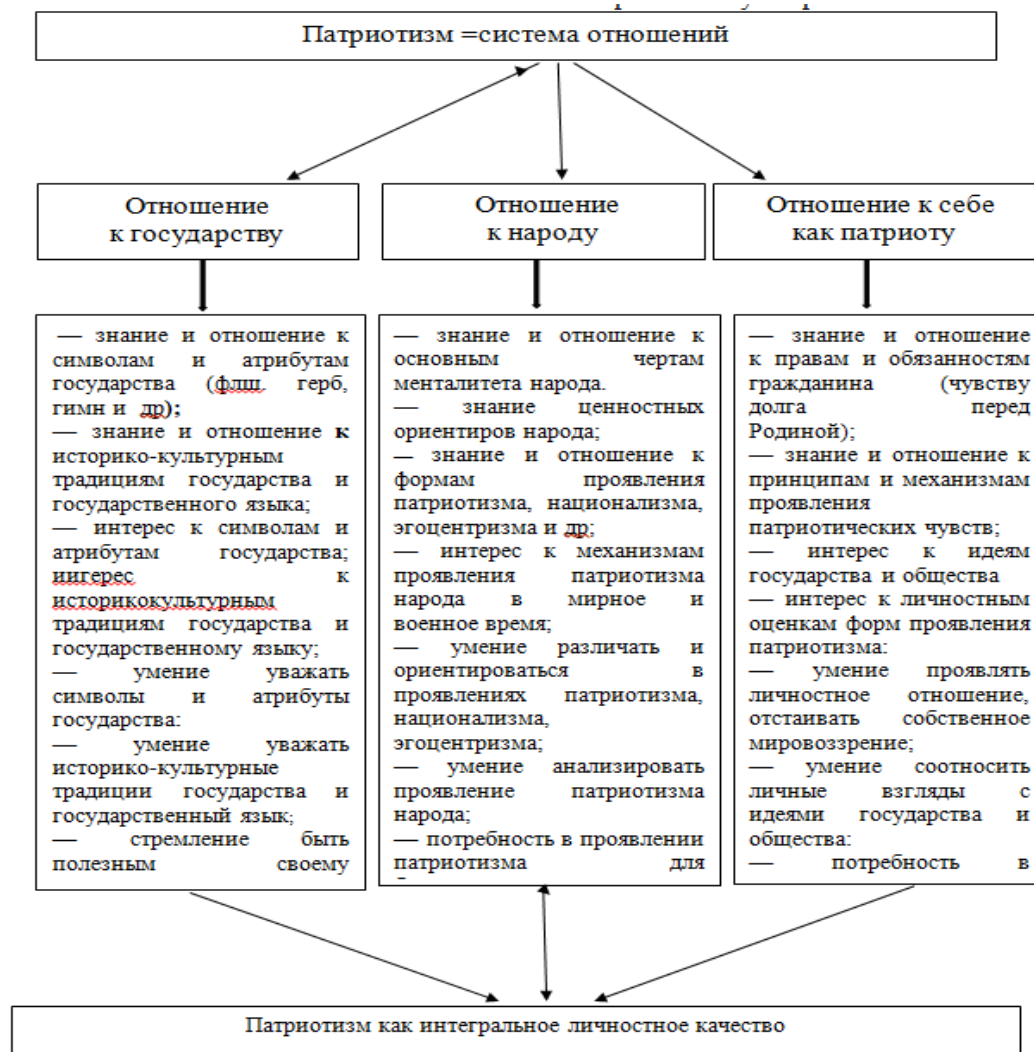 Патриотизм =система отношений
Отношение
к государству
Отношение
к народу
Отношение к себе
как патриоту
— знание и отношение к
символам и атрибутам
государства (флш. герб,
гимн и др);
— знание и отношение к
историко-культурным
традициям государства и
государственного языка;
— интерес к символам и
атрибутам государства;
иигерес к
историкокультурным
традициям государства и
государственному языку;
— умение уважать
символы и атрибуты
государства:
— умение уважать
историко-культурные
традиции государства и
государственный язык;
— стремление быть
полезным своему
— знание и отношение к
основным чертам
менталитета народа.
— знание ценностных
ориентиров народа;
— знание и отношение к
формам проявления
патриотизма, национализма,
эгоцентризма и др;
— интерес к механизмам
проявления патриотизма
народа в мирное и
военное время;
— умение различать и
ориентироваться в
проявлениях патриотизма,
национализма,
эгоцентризма;
— умение анализировать
проявление патриотизма
народа;
— потребность в проявлении
патриотизма для
— знание и отношение
к правам и обязанностям
гражданина (чувству
долга перед
Родиной);
— знание и отношение к
принципам и механизмам
проявления
патриотических чувств;
— интерес к идеям
государства и общества
— интерес к личностным
оценкам форм проявления
патриотизма:
— умение проявлять
личностное отношение,
отстаивать собственное
мировоззрение;
— умение соотносить
личные взгляды с
идеями государства и
общества:
— потребность в
Патриотизм как интегральное личностное качество